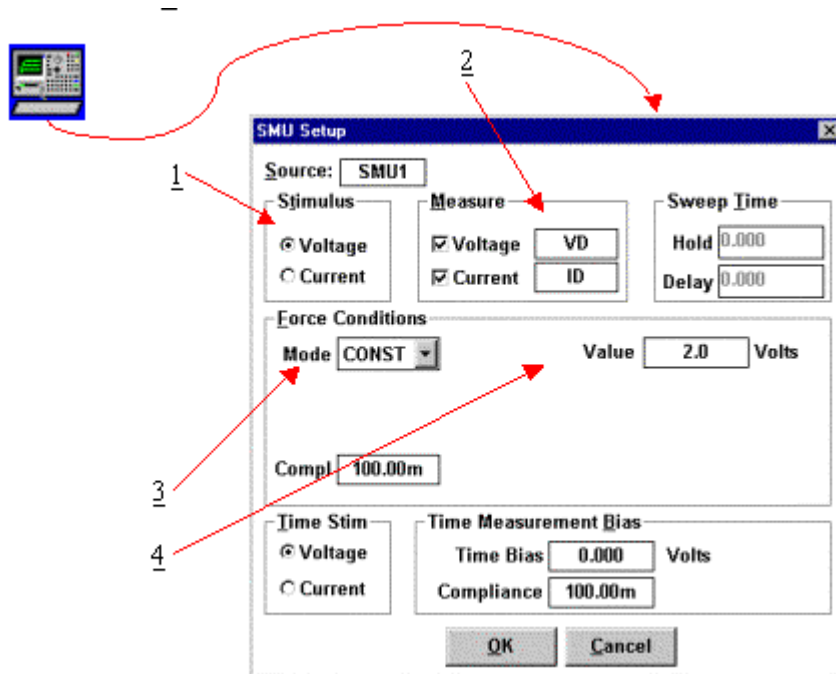 2
SMU Setup
1
Source: SMU1
Stimulus
Voltage
Current
Measure
Voltage VD
Current ID
Sweep Time
Hold 0.000
Delay 0.000
Force Conditions
Mode CONST Value 2.0 Volts
Compl 100.00m
3
4
Time Stim
Voltage
Current
Time Measurement Bias
Time Bias 0.000 Volts
Compliance 100.00m
OK Cancel